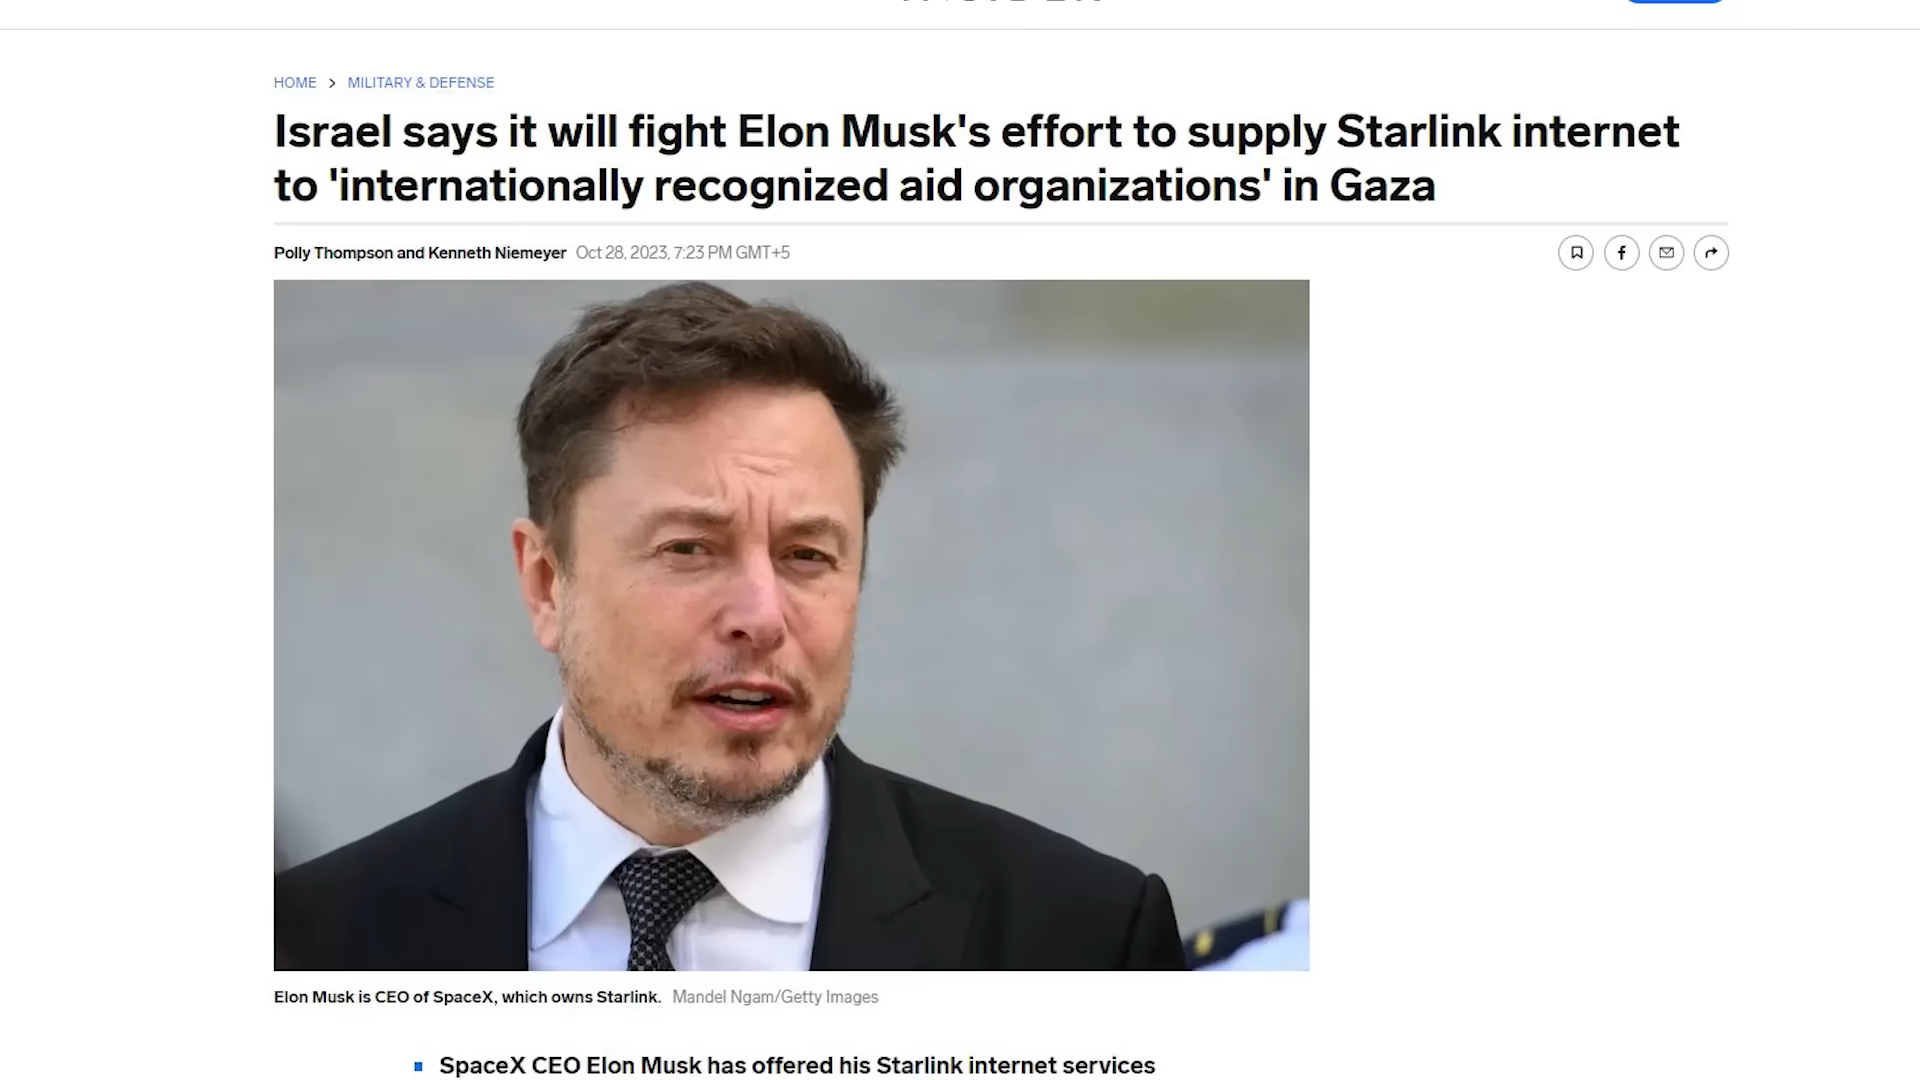 HOME > MILITARY & DEFENSE
Israel says it will fight Elon Musk's effort to supply Starlink internet
to 'internationally recognized aid organizations' in Gaza
Polly Thompson and Kenneth Niemeyer Oct 28, 2023, 7:23 PM GMT+5
Elon Musk is CEO of SpaceX, which owns Starlink. Mandel Ngam/Getty Images
SpaceX CEO Elon Musk has offered his Starlink internet services